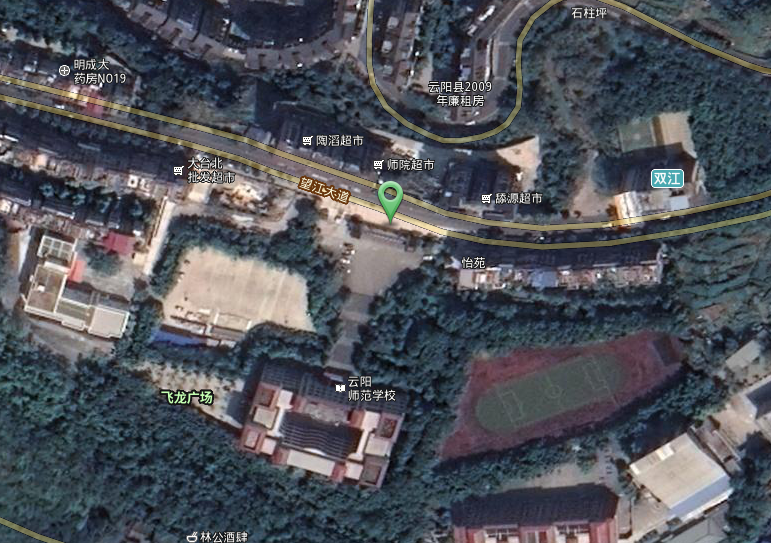 石柱坪
明成大
药房NO19
云阳县2009
年廉租房
陶滔超市
大台北
批发超市
师院超市
双江
望江大道
舔源超市
怡苑
云阳
师范学校
飞龙广场
林公酒肆